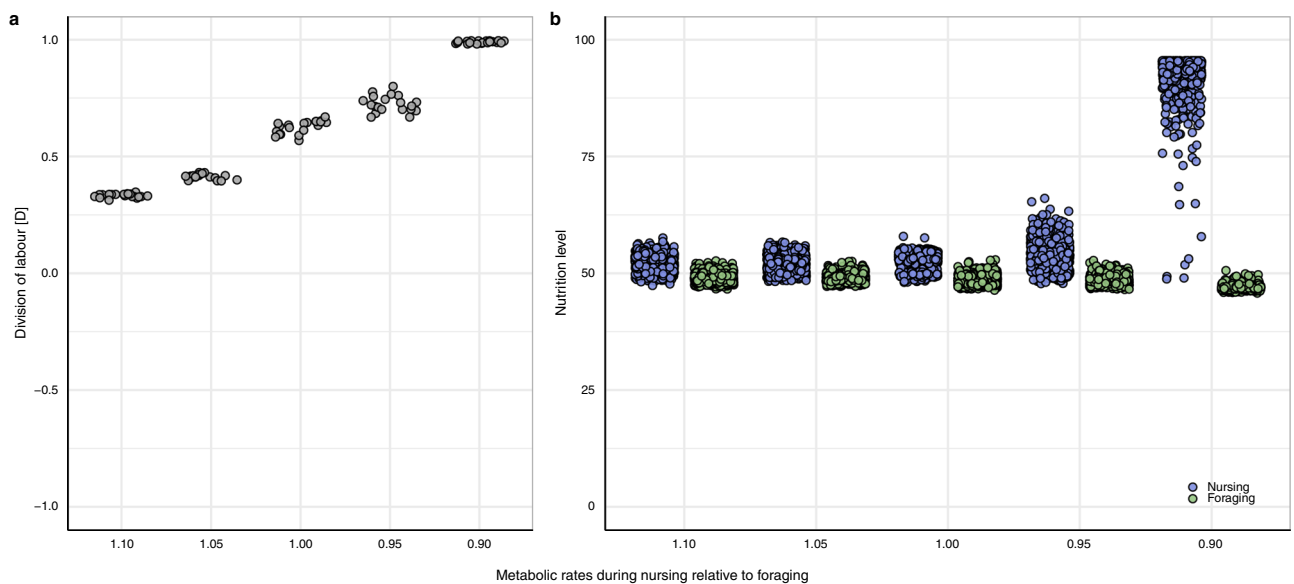 a
Division of labour [D]
1.0
0.5
0.0
−0.5
−1.0
1.10 1.05 1.00 0.95 0.90
b
Nutrition level
100
75
50
25
0
Nursing
Foraging
1.10 1.05 1.00 0.95 0.90
Metabolic rates during nursing relative to foraging